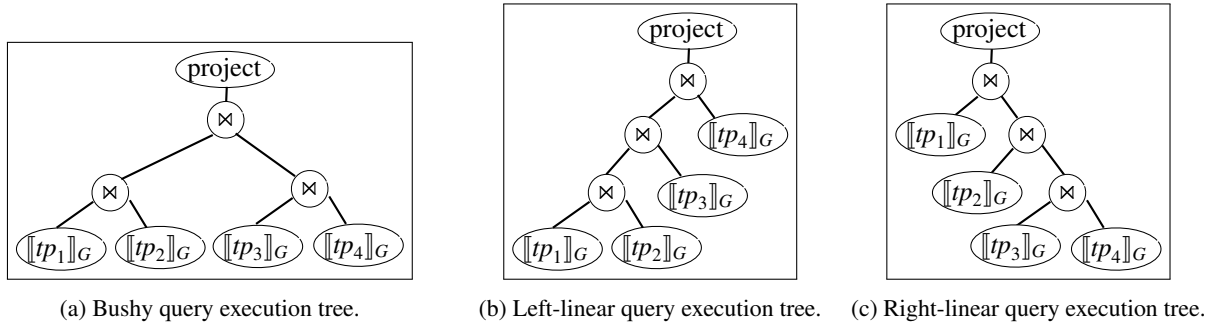 project
⋈
⋈ ⋈
⟦tp₁⟧G ⟦tp₂⟧G ⟦tp₃⟧G ⟦tp₄⟧G
(a) Bushy query execution tree.
project
⋈
⋈ ⟦tp₄⟧G
⋈ ⟦tp₃⟧G
⟦tp₁⟧G ⟦tp₂⟧G
(b) Left-linear query execution tree.
project
⋈
⟦tp₁⟧G ⋈
⟦tp₂⟧G ⋈
⟦tp₃⟧G ⟦tp₄⟧G
(c) Right-linear query execution tree.